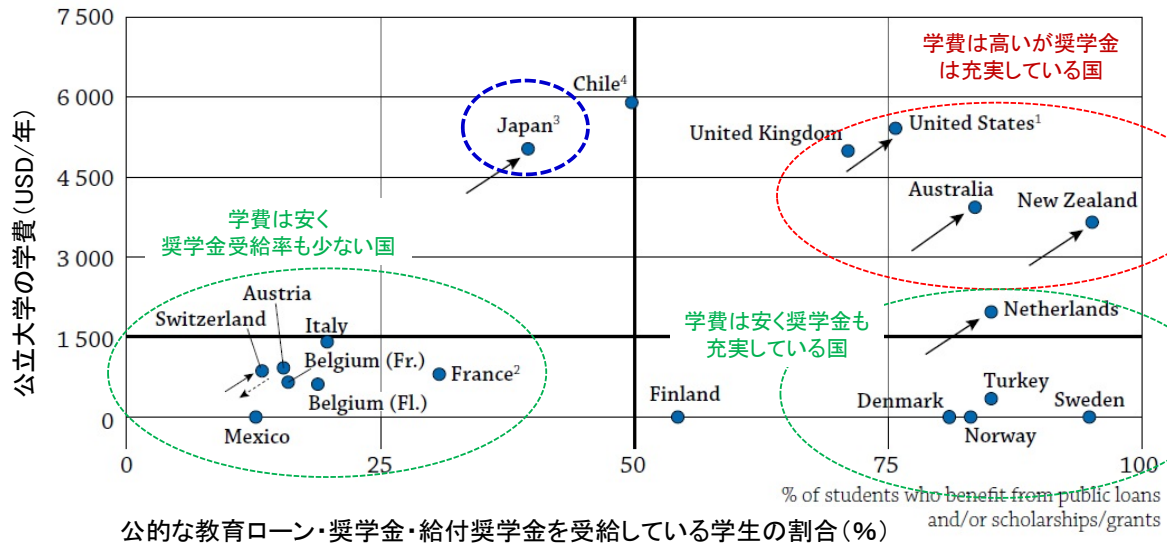 7 500
6 000
4 500
3 000
1 500
0
公立大学の学費(USD/年)
学費は高いが奨学金
は充実している国
Chile⁴
Japan³
United Kingdom
United States¹
Australia
New Zealand
学費は安く
奨学金受給率も少ない国
Austria
Switzerland
Italy
Belgium (Fr.)
France²
Belgium (Fl.)
Mexico
学費は安く奨学金も
充実している国
Netherlands
Turkey
Finland
Denmark
Sweden
Norway
0
25
50
75
100
% of students who benefit from public loans
and/or scholarships/grants
公的な教育ローン・奨学金・給付奨学金を受給している学生の割合(%)